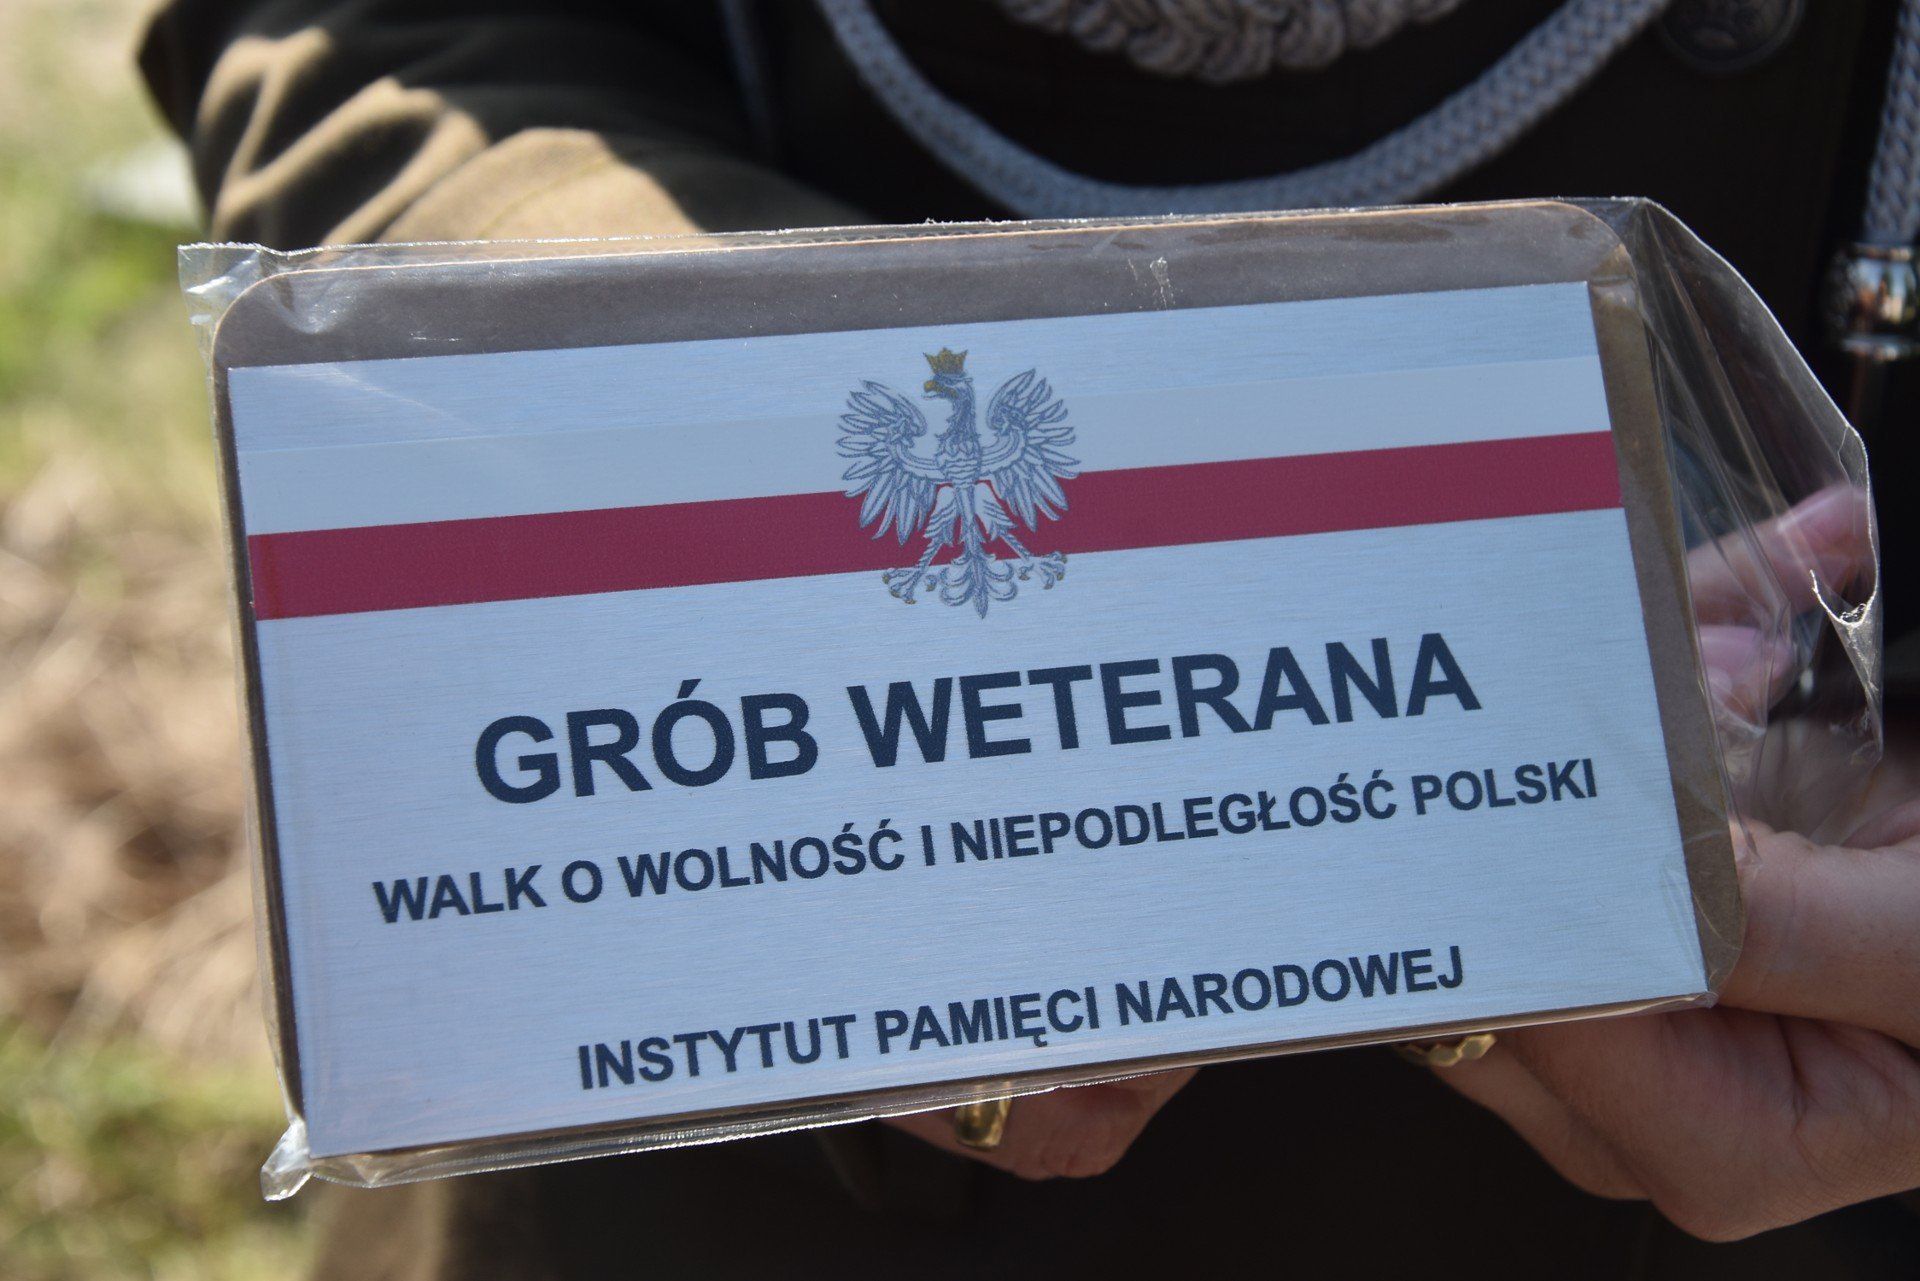 GRÓB WETERANA
WALK O WOLNOŚĆ I NIEPODLEGŁOŚĆ POLSKI
INSTYTUT PAMIĘCI NARODOWEJ